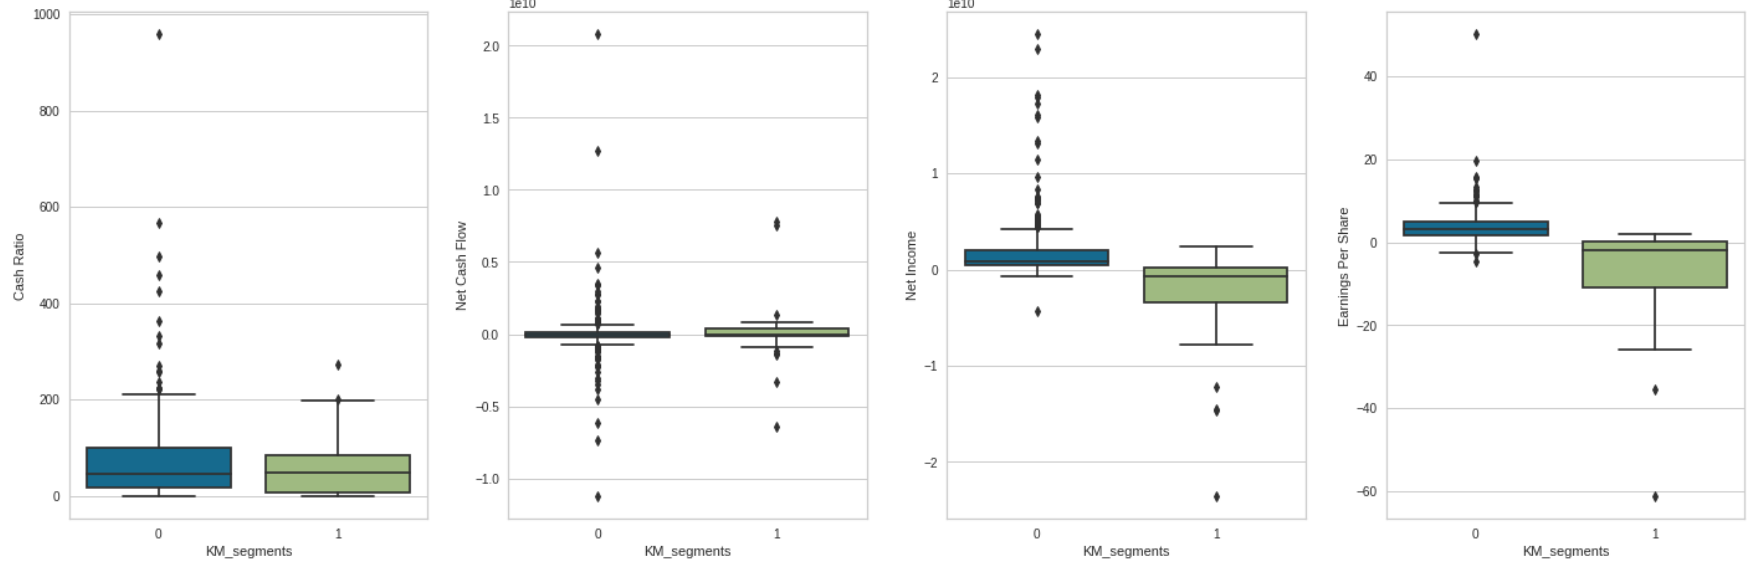 1000
800
600
400
200
0
Cash Ratio
0 1
KM_segments
1e10
2.0
1.5
1.0
0.5
0.0
−0.5
−1.0
Net Cash Flow
0 1
KM_segments
1e10
2
1
0
−1
−2
Net Income
0 1
KM_segments
40
20
0
−20
−40
−60
Earnings Per Share
0 1
KM_segments